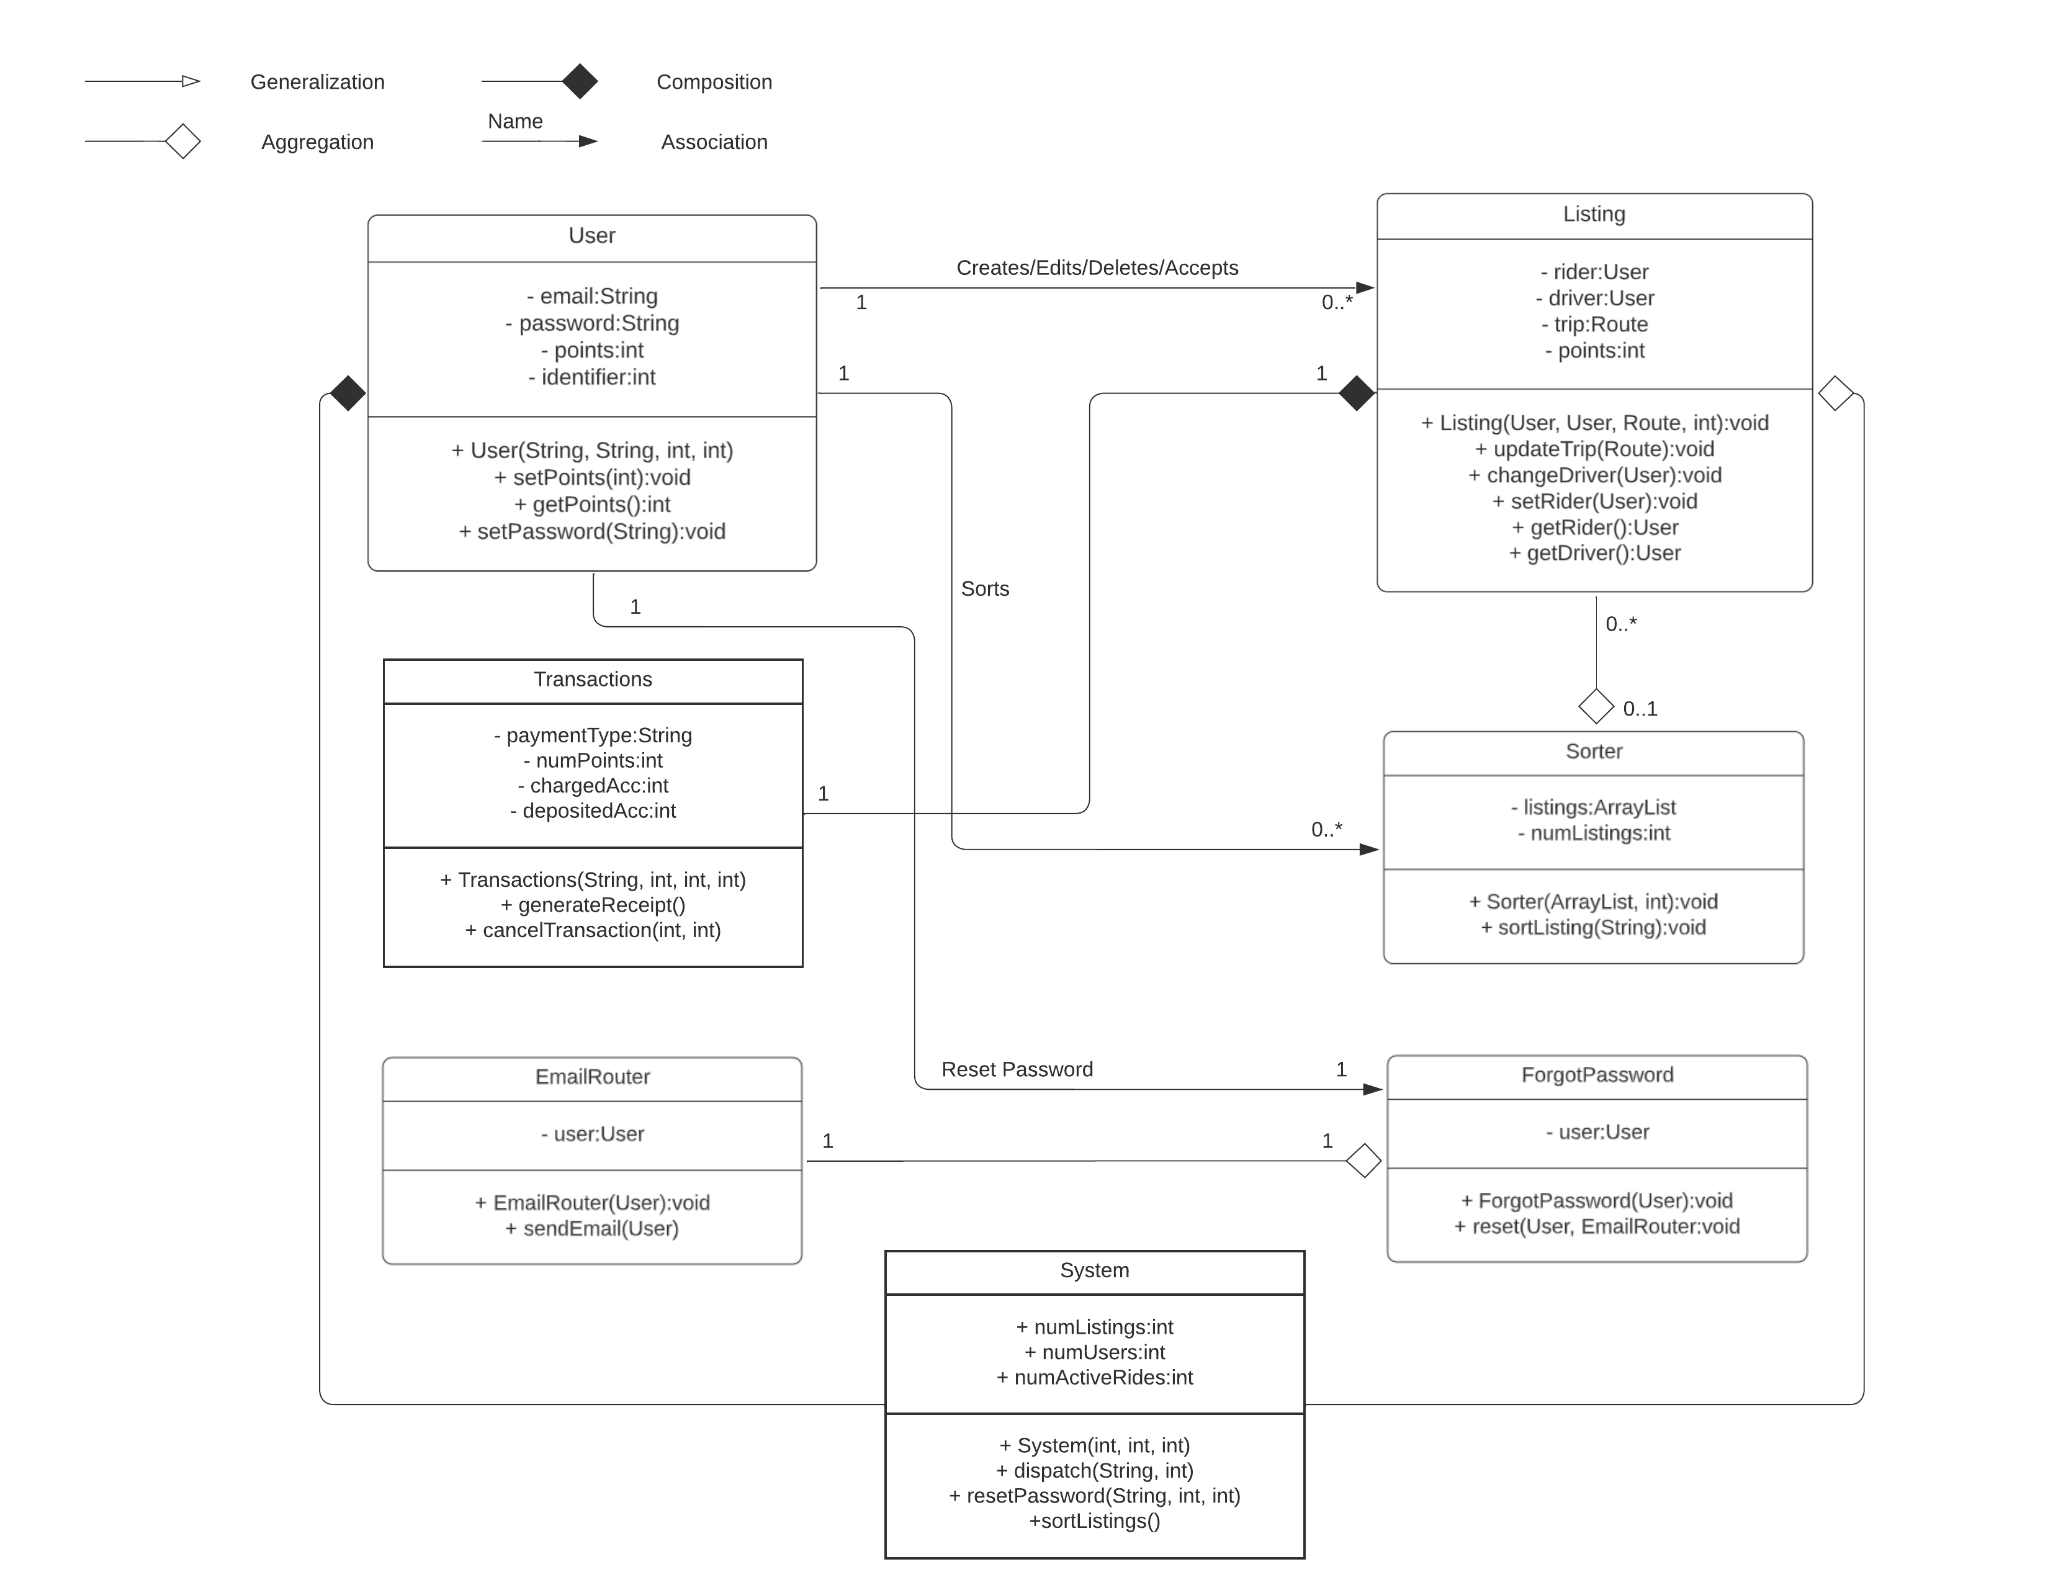 Generalization
Composition
Name
Aggregation
Association
User
- email:String
- password:String
- points:int
- identifier:int
+ User(String, String, int, int)
+ setPoints(int):void
+ getPoints():int
+ setPassword(String):void
Creates/Edits/Deletes/Accepts
1
0..*
Listing
- rider:User
- driver:User
- trip:Route
- points:int
+ Listing(User, User, Route, int):void
+ updateTrip(Route):void
+ changeDriver(User):void
+ setRider(User):void
+ getRider():User
+ getDriver():User
1
1
Sorts
1
0..*
0..1
Transactions
- paymentType:String
- numPoints:int
- chargedAcc:int
- depositedAcc:int
+ Transactions(String, int, int, int)
+ generateReceipt()
+ cancelTransaction(int, int)
1
0..*
Sorter
- listings:ArrayList
- numListings:int
+ Sorter(ArrayList, int):void
+ sortListing(String):void
Reset Password
1
EmailRouter
- user:User
+ EmailRouter(User):void
+ sendEmail(User)
1
1
ForgotPassword
- user:User
+ ForgotPassword(User):void
+ reset(User, EmailRouter:void
System
+ numListings:int
+ numUsers:int
+ numActiveRides:int
+ System(int, int, int)
+ dispatch(String, int)
+ resetPassword(String, int, int)
+sortListings()